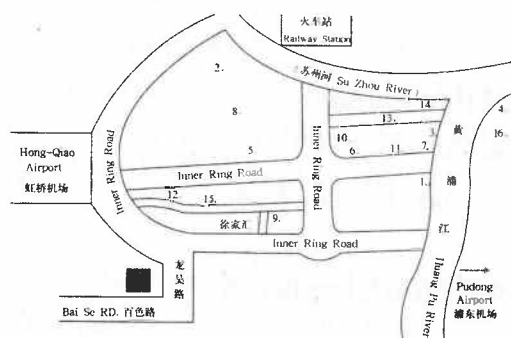 火车站
Railway Station
苏州河 Su Zhou River
2.
8.
5.
14.
13.
10.
6.
11.
7.
3.
黄
浦
江
Huang Pu River
4.
16.
1.
Inner Ring Road
Inner Ring Road
Inner Ring Road
Inner Ring Road
Hong-Qiao
Airport
虹桥机场
12.
15.
徐家汇
9.
龙
吴
路
Bai Se RD. 百色路
Pudong
Airport
浦东机场